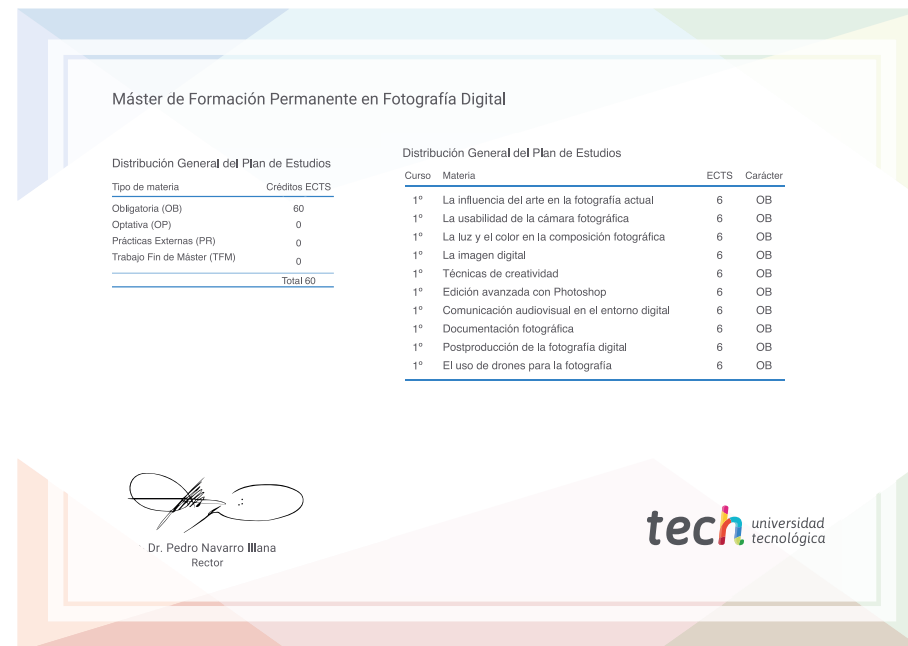 Máster de Formación Permanente en Fotografía Digital
Distribución General del Plan de Estudios
Tipo de materia Créditos ECTS
Obligatoria (OB) 60
Optativa (OP) 0
Prácticas Externas (PR) 0
Trabajo Fin de Máster (TFM) 0
Total 60
Distribución General del Plan de Estudios
Curso Materia ECTS Carácter
1º La influencia del arte en la fotografía actual 6 OB
1º La usabilidad de la cámara fotográfica 6 OB
1º La luz y el color en la composición fotográfica 6 OB
1º La imagen digital 6 OB
1º Técnicas de creatividad 6 OB
1º Edición avanzada con Photoshop 6 OB
1º Comunicación audiovisual en el entorno digital 6 OB
1º Documentación fotográfica 6 OB
1º Postproducción de la fotografía digital 6 OB
1º El uso de drones para la fotografía 6 OB
Dr. Pedro Navarro Illana
Rector
tech universidad
tecnológica